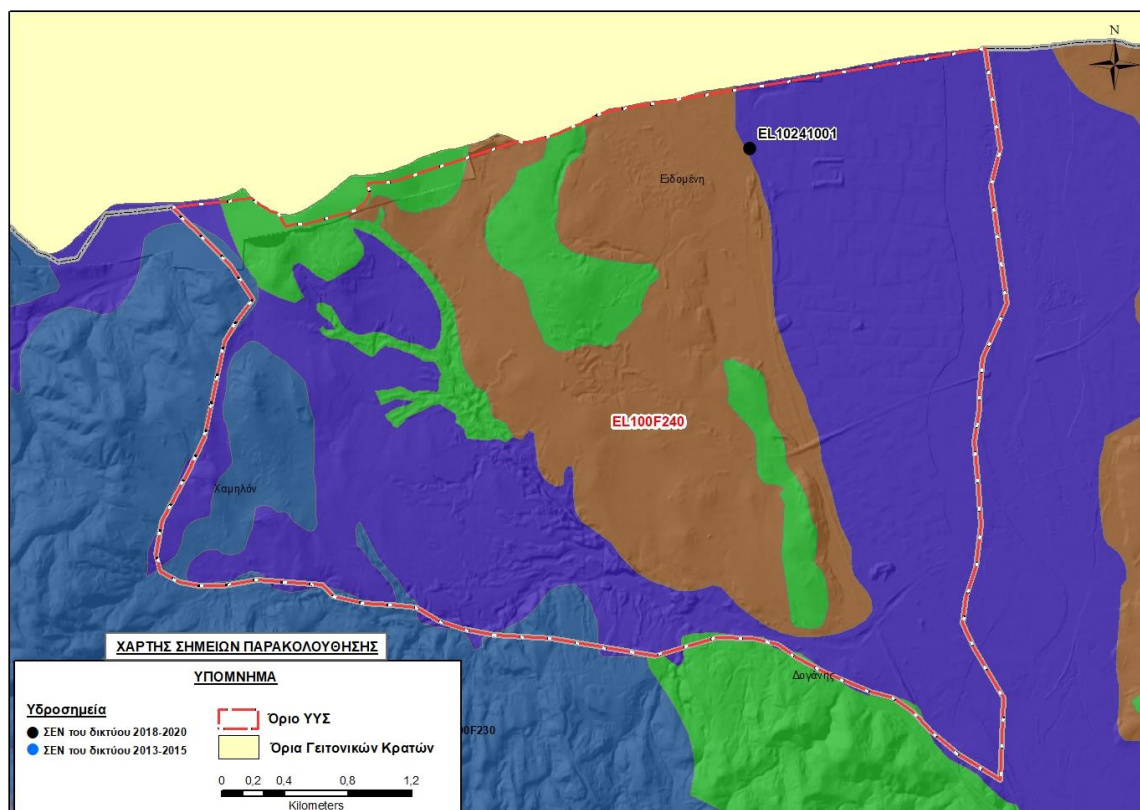 N
EL10241001
Ειδομένη
EL100F240
Χαμηλόν
Δογάνης
ΧΑΡΤΗΣ ΣΗΜΕΙΩΝ ΠΑΡΑΚΟΛΟΥΘΗΣΗΣ
ΥΠΟΜΝΗΜΑ
Υδροσημεία
ΣΕΝ του δικτύου 2018-2020
ΣΕΝ του δικτύου 2013-2015
Όριο ΥΥΣ
Όρια Γειτονικών Κρατών
0 0,2 0,4 0,8 1,2
Kilometers
0F230